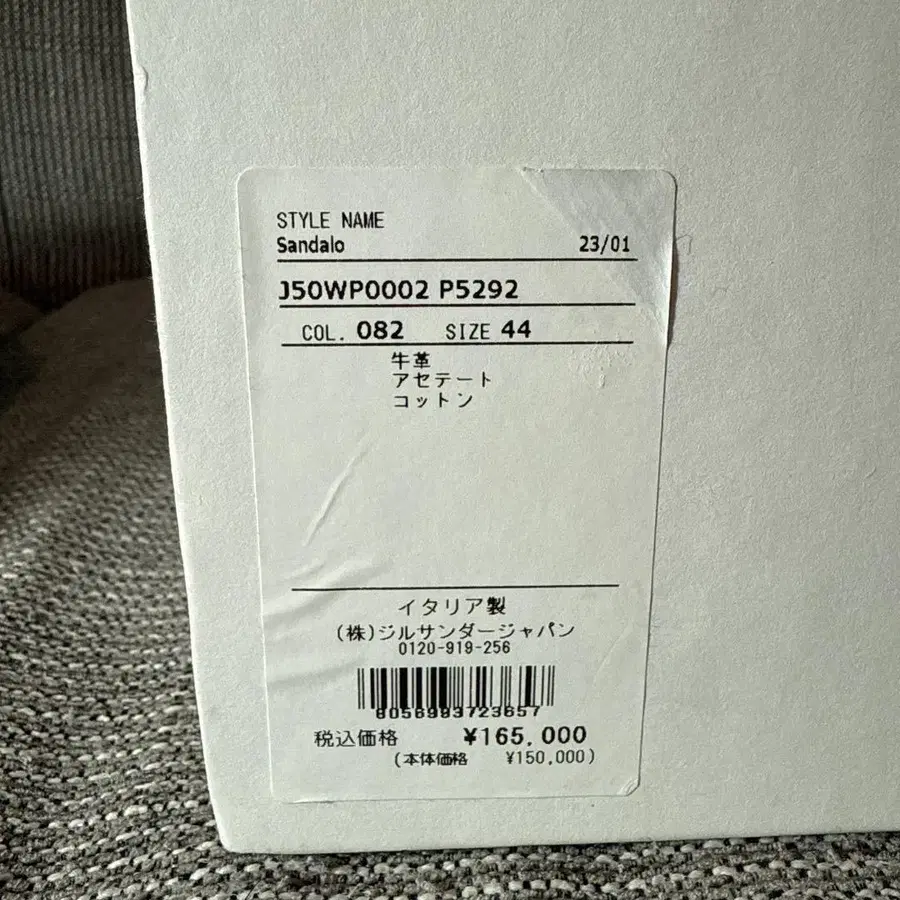 STYLE NAME
Sandalo 23/01
J50WP0002 P5292
COL. 082 SIZE 44
牛革
アセテート
コットン
イタリア製
(株)ジルサンダージャパン
0120-919-256
8056993723657
税込価格 ¥165,000
(本体価格 ¥150,000)